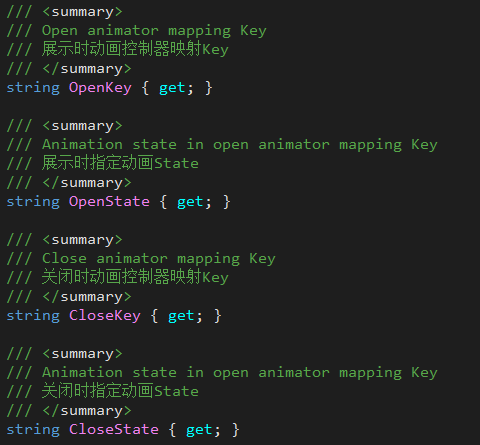 /// <summary>
/// Open animator mapping Key
/// 展示时动画控制器映射Key
/// </summary>
string OpenKey { get; }
/// <summary>
/// Animation state in open animator mapping Key
/// 展示时指定动画State
/// </summary>
string OpenState { get; }
/// <summary>
/// Close animator mapping Key
/// 关闭时动画控制器映射Key
/// </summary>
string CloseKey { get; }
/// <summary>
/// Animation state in open animator mapping Key
/// 关闭时指定动画State
/// </summary>
string CloseState { get; }